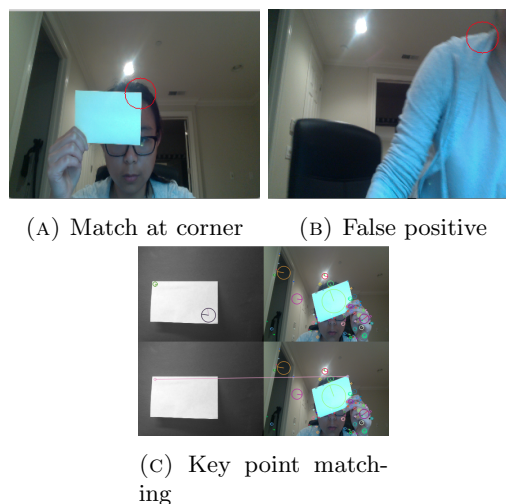 (A) Match at corner
(B) False positive
(C) Key point match-
ing